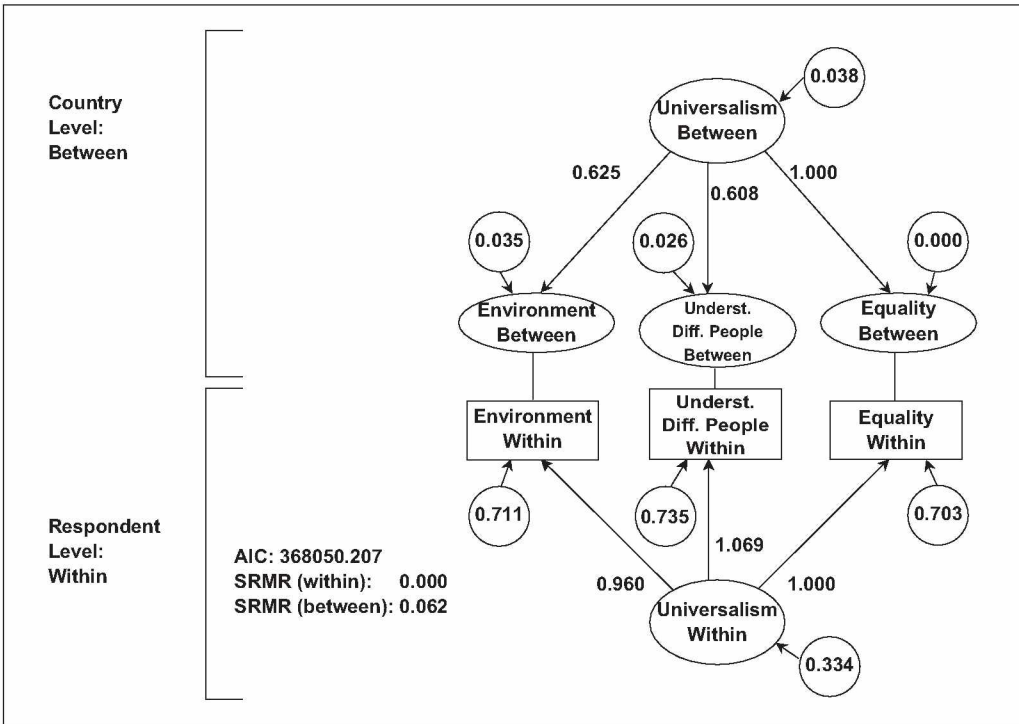 Country
Level:
Between
0.038
Universalism
Between
0.625
0.608
1.000
0.035
0.026
0.000
Environment
Between
Underst.
Diff. People
Between
Equality
Between
Environment
Within
Underst.
Diff. People
Within
Equality
Within
0.711
0.735
0.703
Respondent
Level:
Within
AIC: 368050.207
SRMR (within): 0.000
SRMR (between): 0.062
0.960
1.069
1.000
Universalism
Within
0.334